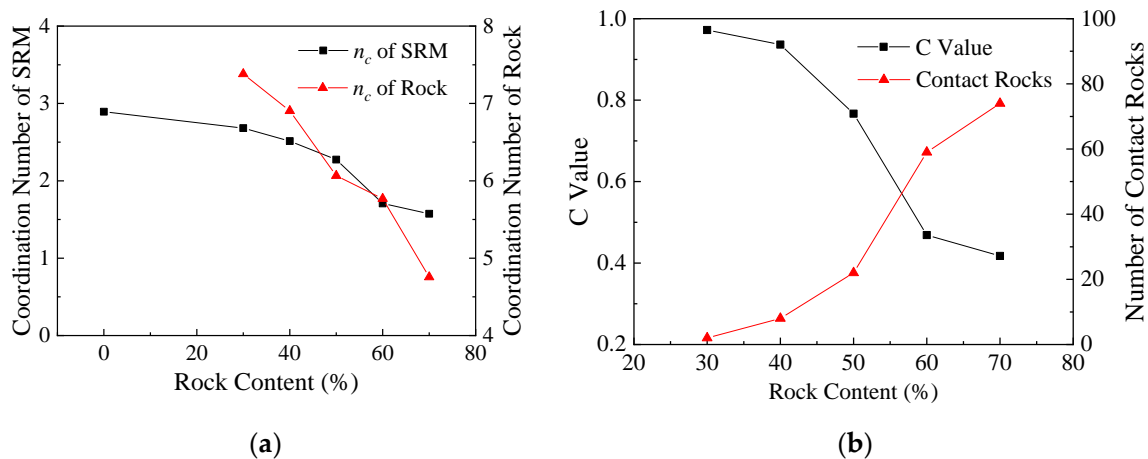 4
3
2
1
0
Coordination Number of SRM
n_c of SRM
n_c of Rock
8
7
6
5
4
Coordination Number of Rock
0 20 40 60 80
Rock Content (%)
(a)
1.0
0.8
0.6
0.4
0.2
C Value
C Value
Contact Rocks
100
80
60
40
20
0
Number of Contact Rocks
20 30 40 50 60 70 80
Rock Content (%)
(b)